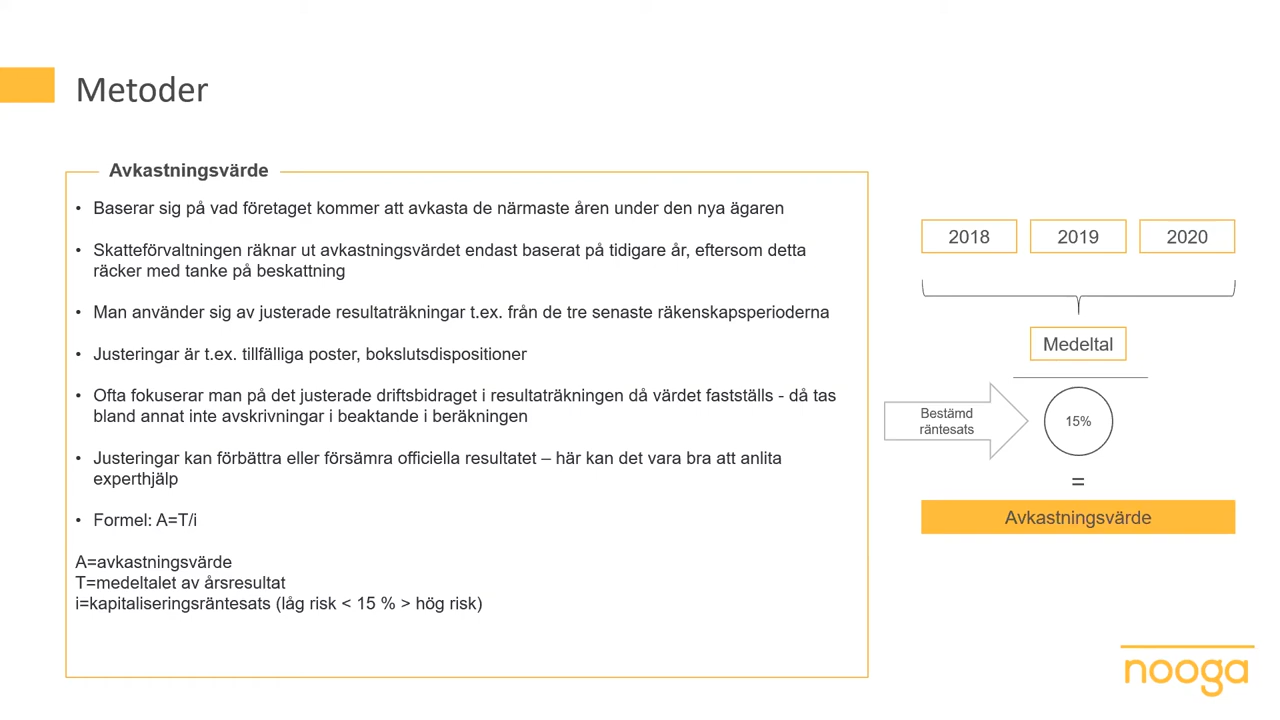 Metoder
Avkastningsvärde
• Baserar sig på vad företaget kommer att avkasta de närmaste åren under den nya ägaren
• Skatteförvaltningen räknar ut avkastningsvärdet endast baserat på tidigare år, eftersom detta
räcker med tanke på beskattning
• Man använder sig av justerade resultaträkningar t.ex. från de tre senaste räkenskapsperioderna
• Justeringar är t.ex. tillfälliga poster, bokslutsdispositioner
• Ofta fokuserar man på det justerade driftsbidraget i resultaträkningen då värdet fastställs - då tas
bland annat inte avskrivningar i beaktande i beräkningen
• Justeringar kan förbättra eller försämra officiella resultatet – här kan det vara bra att anlita
experthjälp
• Formel: A=T/i
A=avkastningsvärde
T=medeltalet av årsresultat
i=kapitaliseringsräntesats (låg risk < 15 % > hög risk)
2018
2019
2020
Medeltal
Bestämd
räntesats
15%
=
Avkastningsvärde
nooga